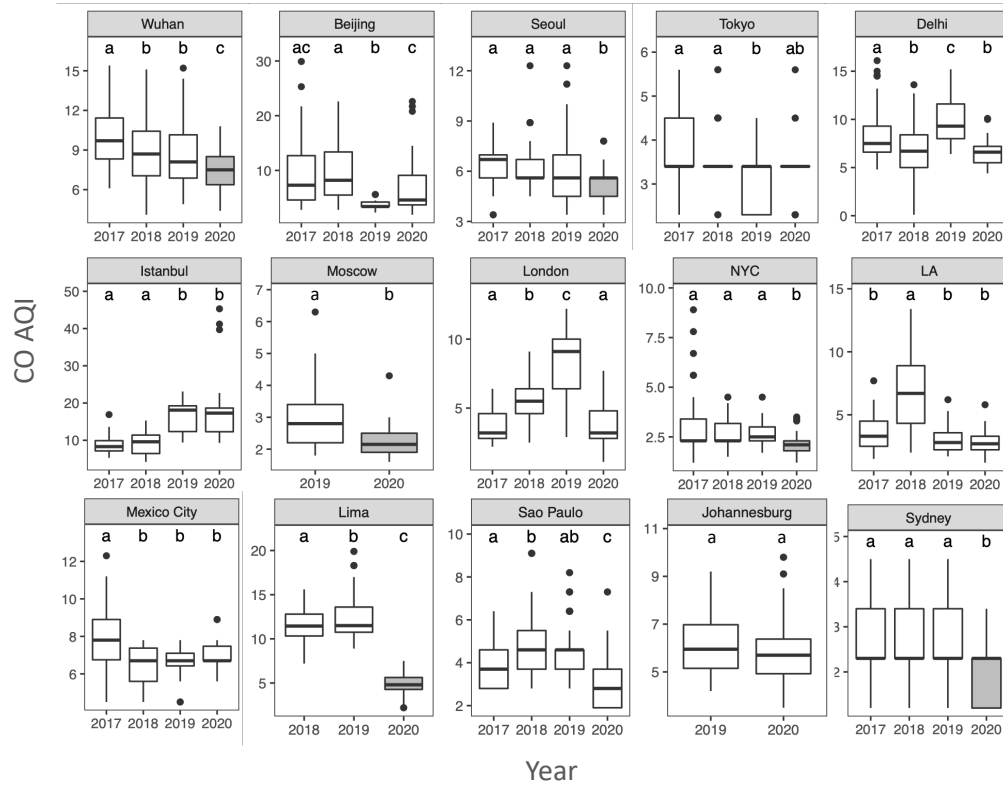 Wuhan Beijing Seoul Tokyo Delhi
a b b c ac a b c a a a b a a b ab a b c b
15 30 12 6 15
12 20 9 5 10
9 10 6 4 5
6 3 3 0
2017 2018 2019 2020 2017 2018 2019 2020 2017 2018 2019 2020 2017 2018 2019 2020 2017 2018 2019 2020
Istanbul Moscow London NYC LA
a a b b a b a b c a a a a b b a b b
50 7 10 10.0 15
40 6 5 7.5 10
30 5 5.0 5
20 4 2.5
10 3
2
2017 2018 2019 2020 2019 2020 2017 2018 2019 2020 2017 2018 2019 2020 2017 2018 2019 2020
CO AQI
Mexico City Lima Sao Paulo Johannesburg Sydney
a b b b a b c a b ab c a a a a a b
12 20 10 11 5
10 15 8 9 4
8 10 6 7 3
6 5 4 5 2
2
2017 2018 2019 2020 2018 2019 2020 2017 2018 2019 2020 2019 2020 2017 2018 2019 2020
Year